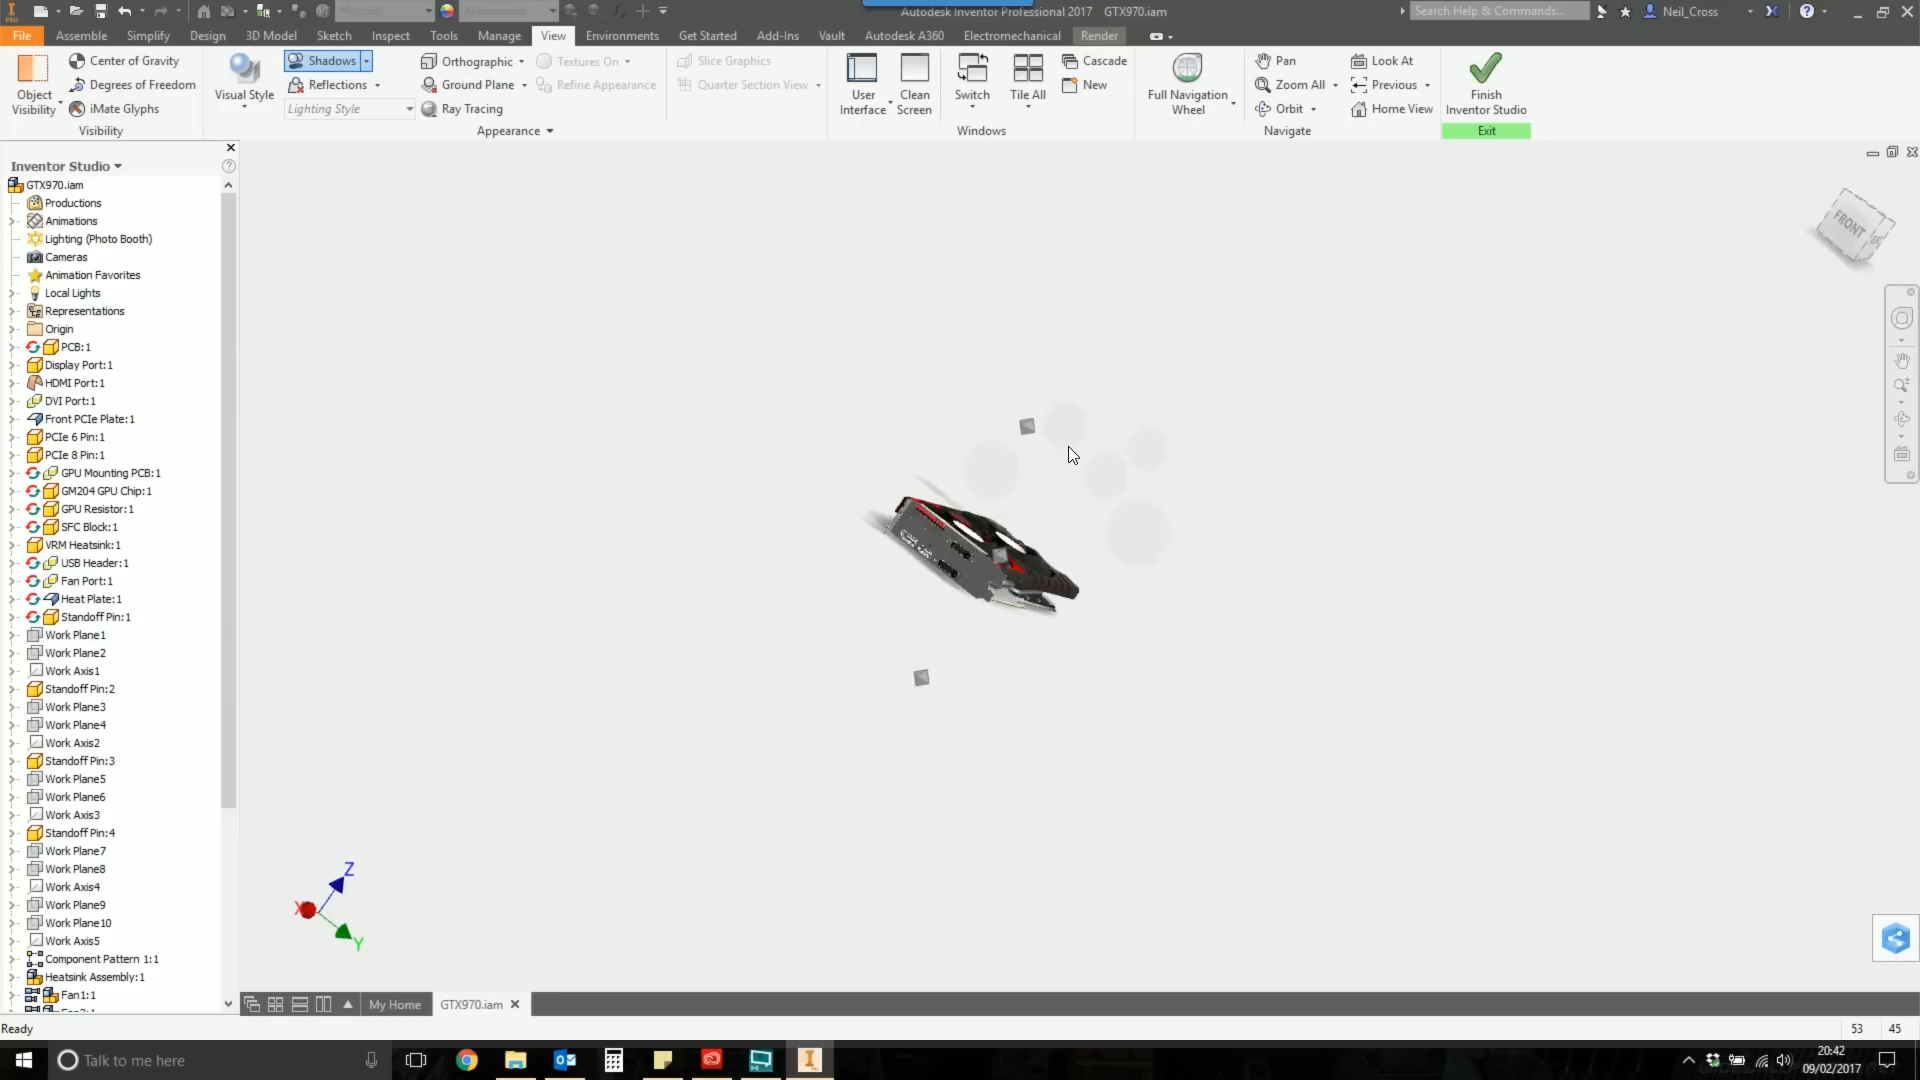 Material Appearance Autodesk Inventor Professional 2017 GTX970.iam Search Help & Commands... Neil_Cross
File Assemble Simplify Design 3D Model Sketch Inspect Tools Manage View Environments Get Started Add-Ins Vault Autodesk A360 Electromechanical Render
Center of Gravity
Degrees of Freedom
iMate Glyphs
Object
Visibility
Visibility
Visual Style
Shadows
Reflections
Lighting Style
Orthographic
Ground Plane
Ray Tracing
Textures On
Refine Appearance
Appearance
Slice Graphics
Quarter Section View
User
Interface
Clean
Screen
Switch
Tile All
Cascade
New
Windows
Full Navigation
Wheel
Pan
Zoom All
Orbit
Look At
Previous
Home View
Navigate
Finish
Inventor Studio
Exit
Inventor Studio
GTX970.iam
Productions
Animations
Lighting (Photo Booth)
Cameras
Animation Favorites
Local Lights
Representations
Origin
PCB:1
Display Port:1
HDMI Port:1
DVI Port:1
Front PCIe Plate:1
PCIe 6 Pin:1
PCIe 8 Pin:1
GPU Mounting PCB:1
GM204 GPU Chip:1
GPU Resistor:1
SFC Block:1
VRM Heatsink:1
USB Header:1
Fan Port:1
Heat Plate:1
Standoff Pin:1
Work Plane1
Work Plane2
Work Axis1
Standoff Pin:2
Work Plane3
Work Plane4
Work Axis2
Standoff Pin:3
Work Plane5
Work Plane6
Work Axis3
Standoff Pin:4
Work Plane7
Work Plane8
Work Axis4
Work Plane9
Work Plane10
Work Axis5
Component Pattern 1:1
Heatsink Assembly:1
Fan1:1
FRONT
Z
X
Y
My Home GTX970.iam
Ready 53 45
Talk to me here
20:42
09/02/2017